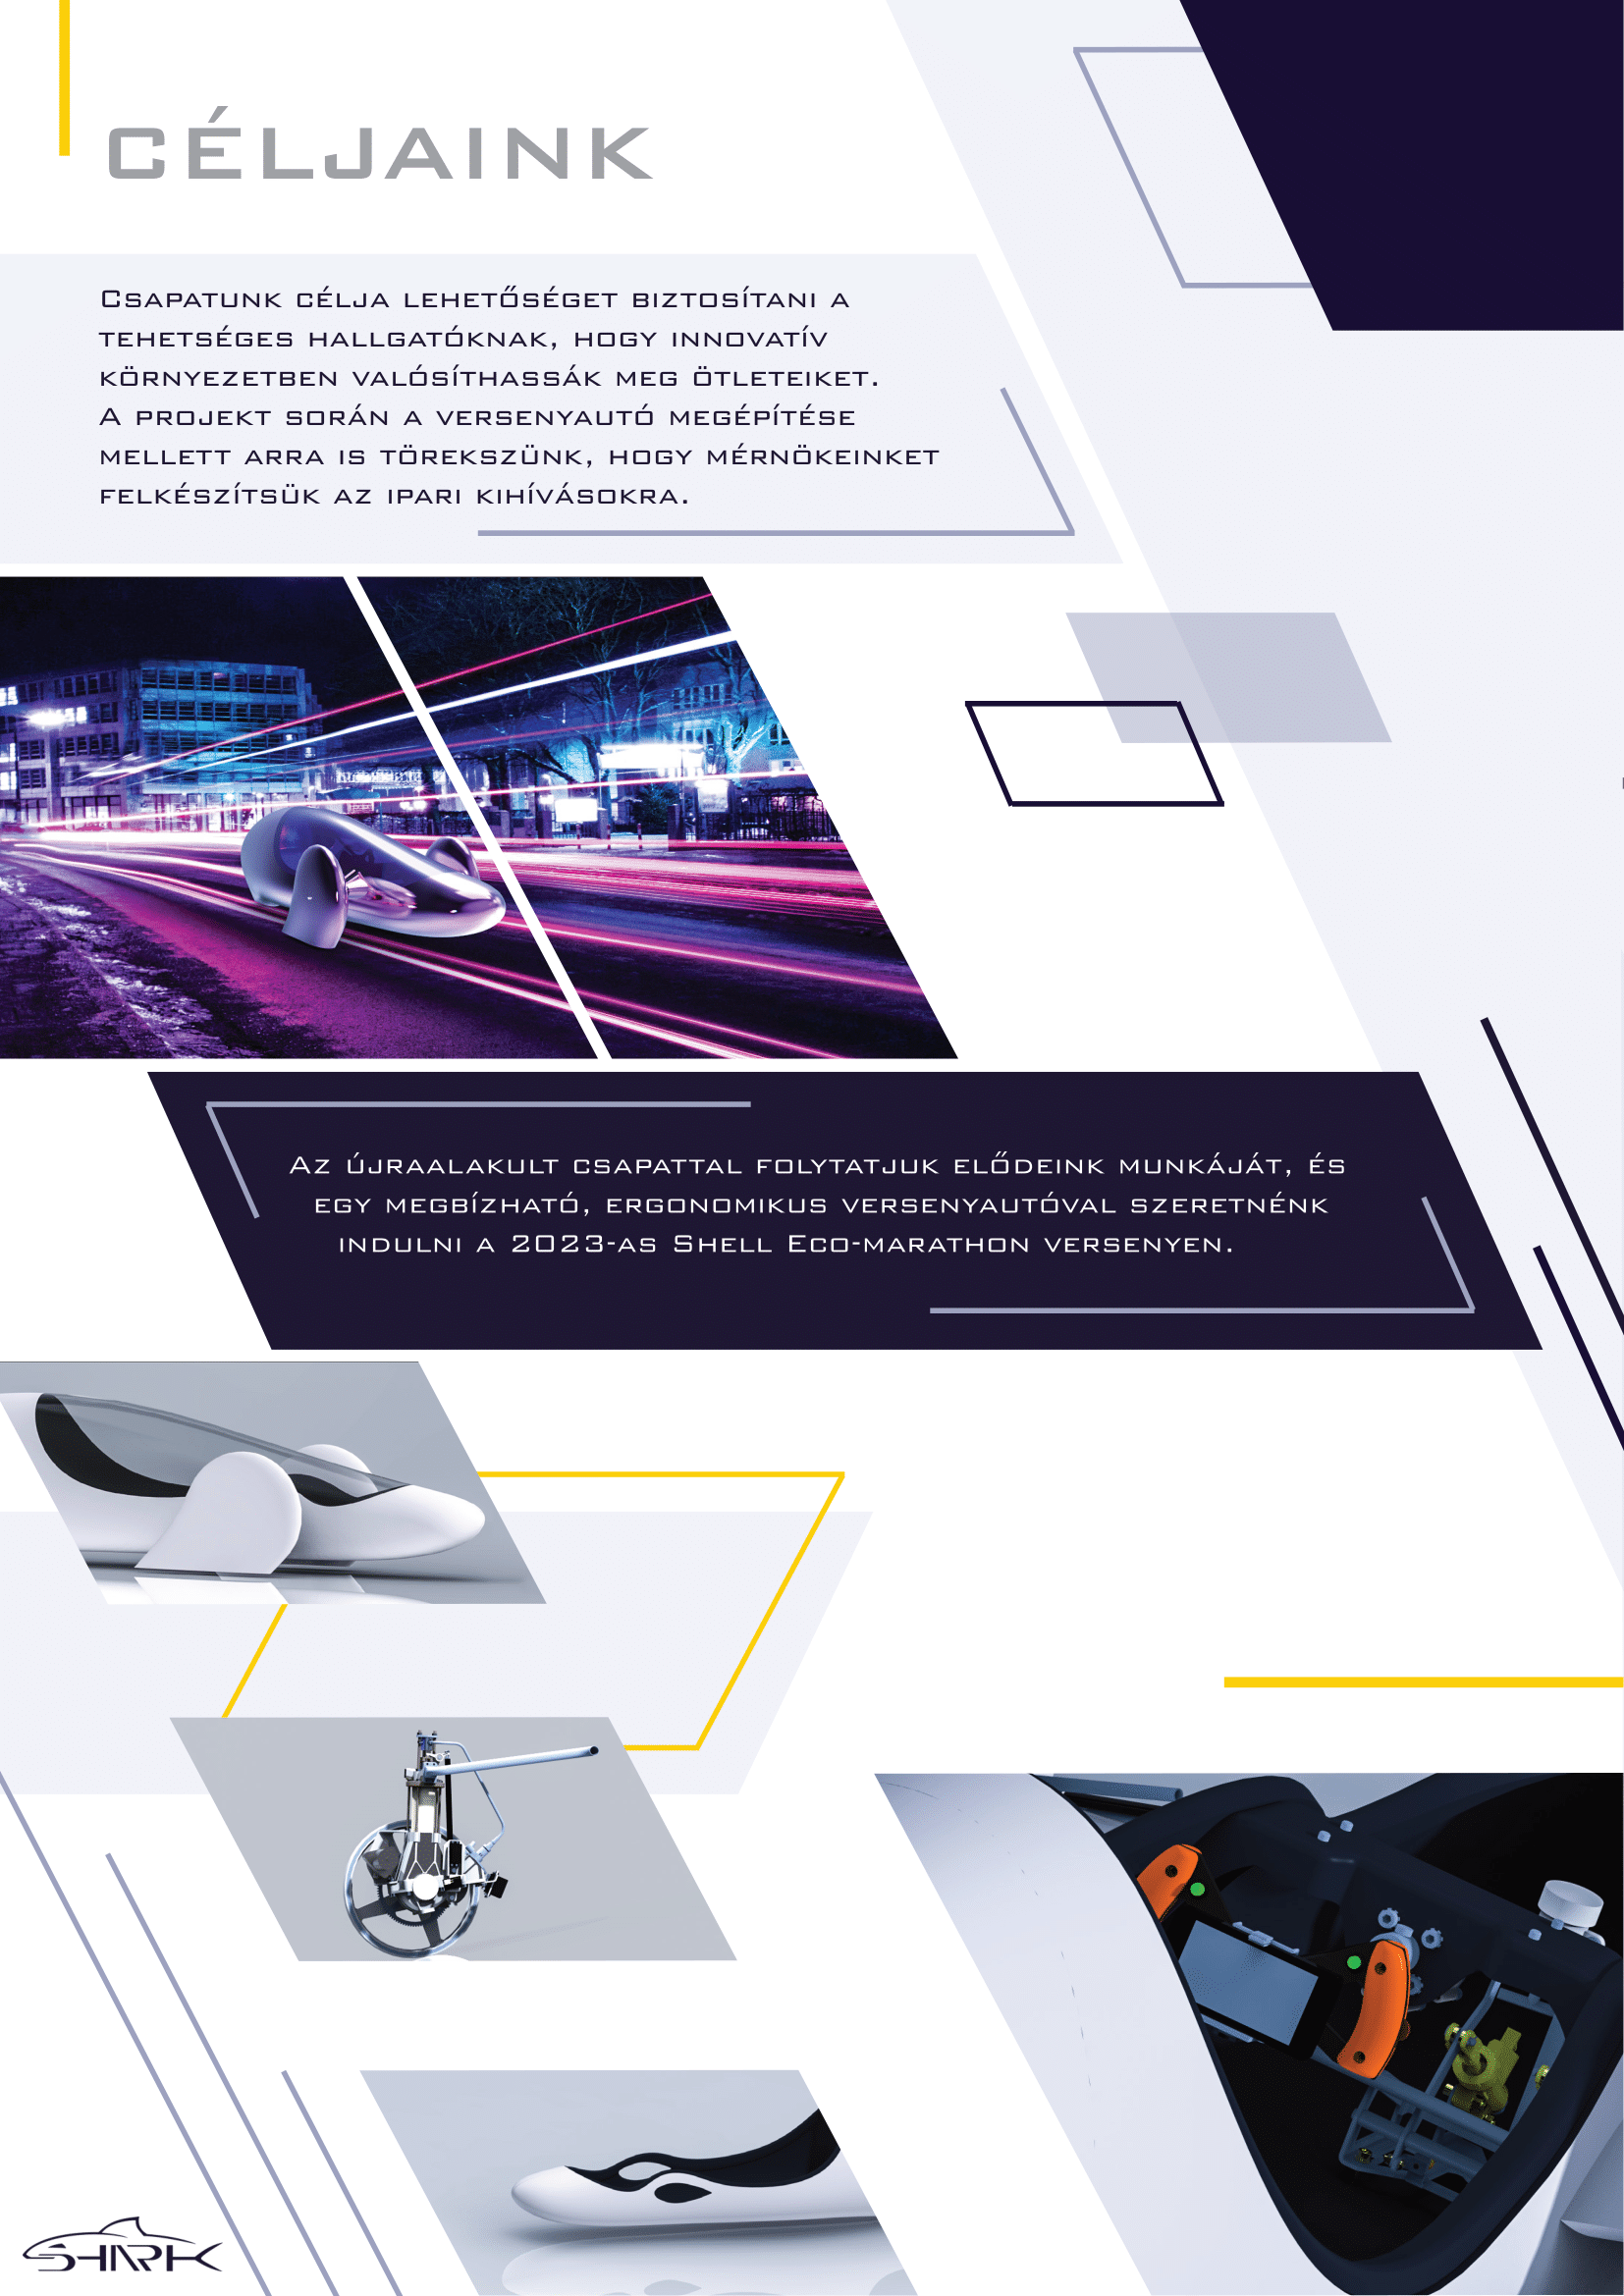 CÉLJAINK
Csapatunk célja lehetőséget biztosítani a
tehetséges hallgatóknak, hogy innovatív
környezetben valósíthassák meg ötleteiket.
A projekt során a versenyautó megépítése
mellett arra is törekszünk, hogy mérnökeinket
felkészítsük az ipari kihívásokra.
Az újraalakult csapattal folytatjuk elődeink munkáját, és
egy megbízható, ergonomikus versenyautóval szeretnénk
indulni a 2023-as Shell Eco-marathon versenyen.
SHARK